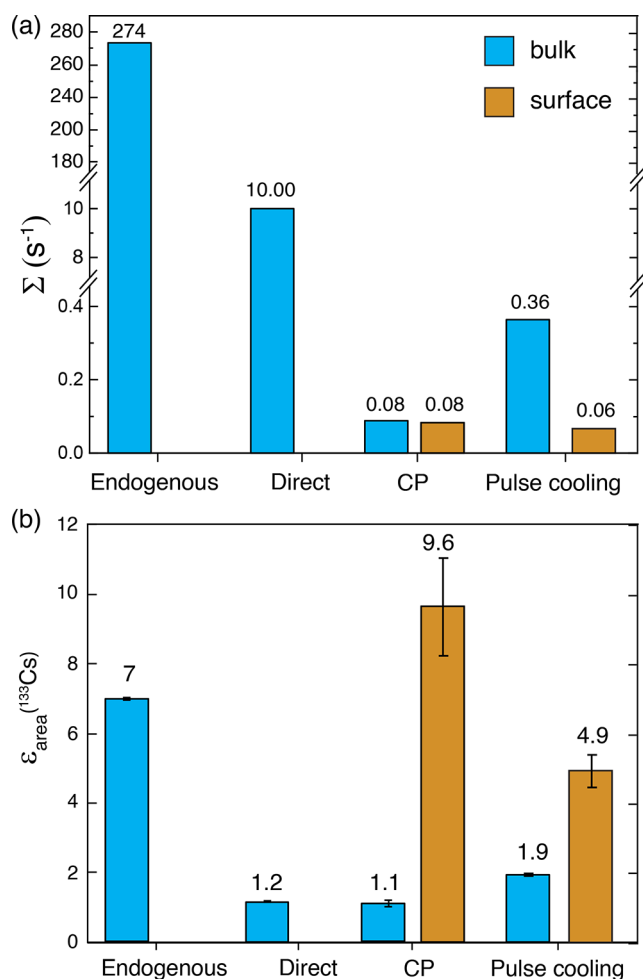 (a)
280
260
240
220
200
180
10
8
0.4
0.2
0.0
Σ (s⁻¹)
274
10.00
0.08
0.08
0.36
0.06
bulk
surface
Endogenous
Direct
CP
Pulse cooling
(b)
12
10
8
6
4
2
0
ε_area(¹³³Cs)
7
1.2
1.1
9.6
1.9
4.9
Endogenous
Direct
CP
Pulse cooling